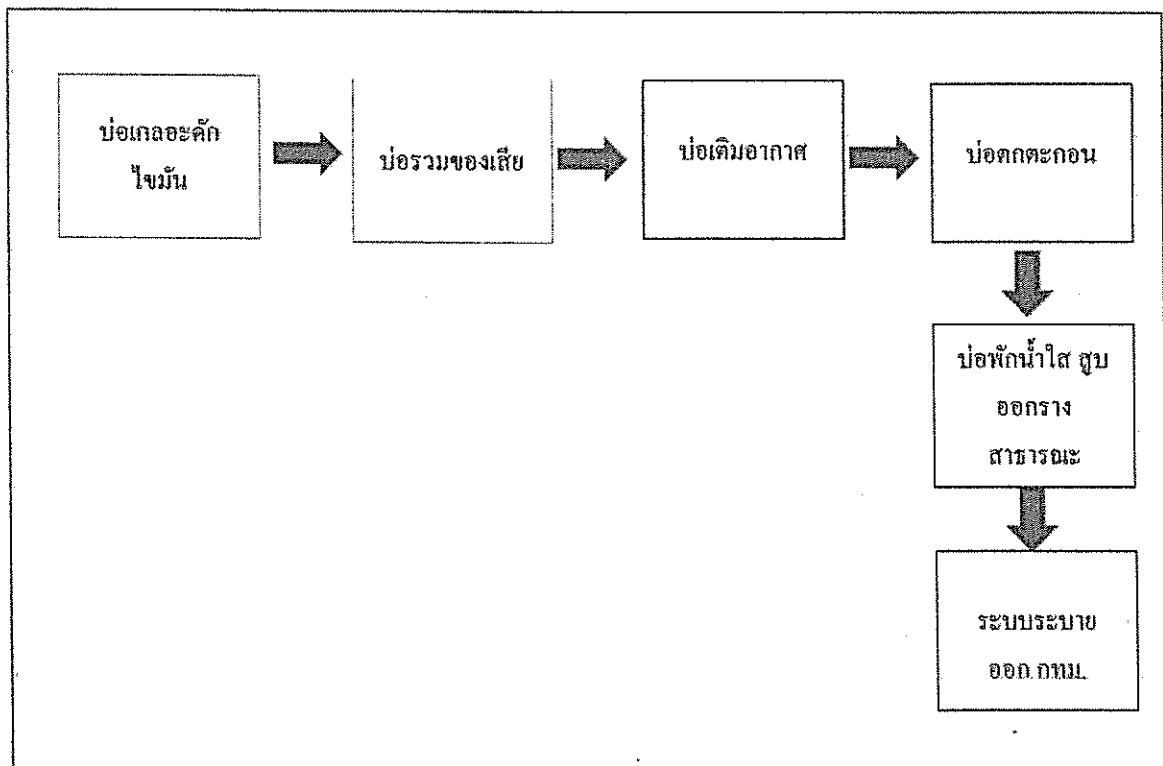 บ่อเกลอะดัก
ไขมัน
บ่อรวมของเสีย
บ่อเติมอากาศ
บ่อตกตะกอน
บ่อพักน้ำใส สูบ
ออกราง
สาธารณะ
ระบบระบาย
ออก กทม.